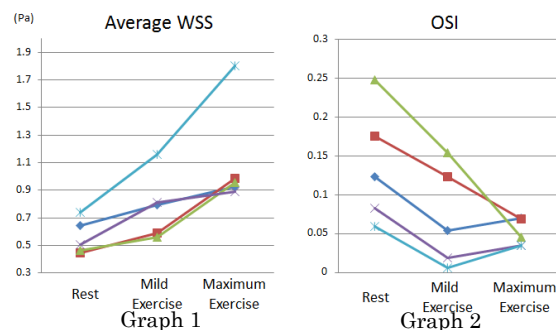 (Pa)
Average WSS
1.9
1.7
1.5
1.3
1.1
0.9
0.7
0.5
0.3
Rest
Mild
Exercise
Maximum
Exercise
Graph 1
OSI
0.3
0.25
0.2
0.15
0.1
0.05
0
Rest
Mild
Exercise
Maximum
Exercise
Graph 2